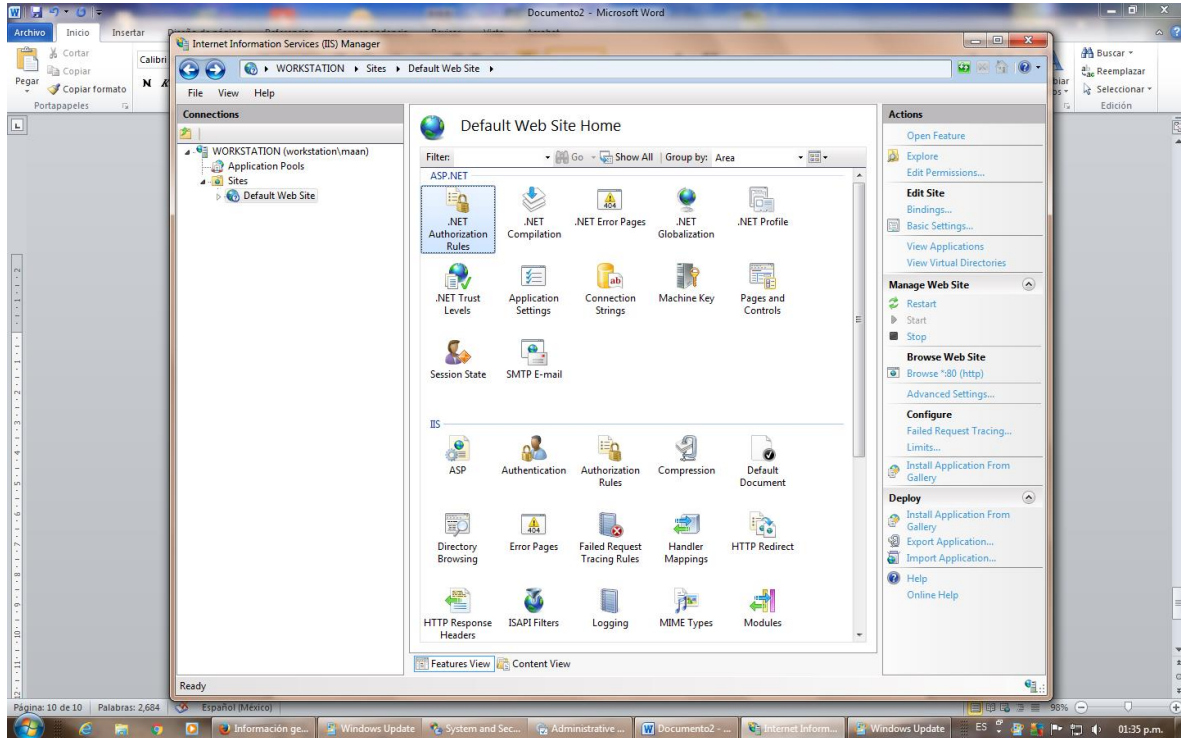 Documento2 - Microsoft Word
Archivo Inicio Insertar
Cortar
Copiar
Copiar formato
Pegar
Portapapeles
Calibri
N
Buscar
Reemplazar
Seleccionar
Edición
Internet Information Services (IIS) Manager
WORKSTATION Sites Default Web Site
File View Help
Connections
WORKSTATION (workstation\maan)
Application Pools
Sites
Default Web Site
Default Web Site Home
Filter: Go Show All Group by: Area
ASP.NET
.NET Authorization Rules
.NET Compilation
.NET Error Pages
.NET Globalization
.NET Profile
.NET Trust Levels
Application Settings
Connection Strings
Machine Key
Pages and Controls
Session State
SMTP E-mail
IIS
ASP
Authentication
Authorization Rules
Compression
Default Document
Directory Browsing
Error Pages
Failed Request Tracing Rules
Handler Mappings
HTTP Redirect
HTTP Response Headers
ISAPI Filters
Logging
MIME Types
Modules
Features View Content View
Actions
Open Feature
Explore
Edit Permissions...
Edit Site
Bindings...
Basic Settings...
View Applications
View Virtual Directories
Manage Web Site
Restart
Start
Stop
Browse Web Site
Browse *:80 (http)
Advanced Settings...
Configure
Failed Request Tracing...
Limits...
Install Application From Gallery
Deploy
Install Application From Gallery
Export Application...
Import Application...
Help
Online Help
Ready
Página: 10 de 10 Palabras: 2,684 Español (México) 98%
Información ge... Windows Update System and Sec... Administrative ... Documento2 - ... Internet Inform... Windows Update ES 01:35 p.m.